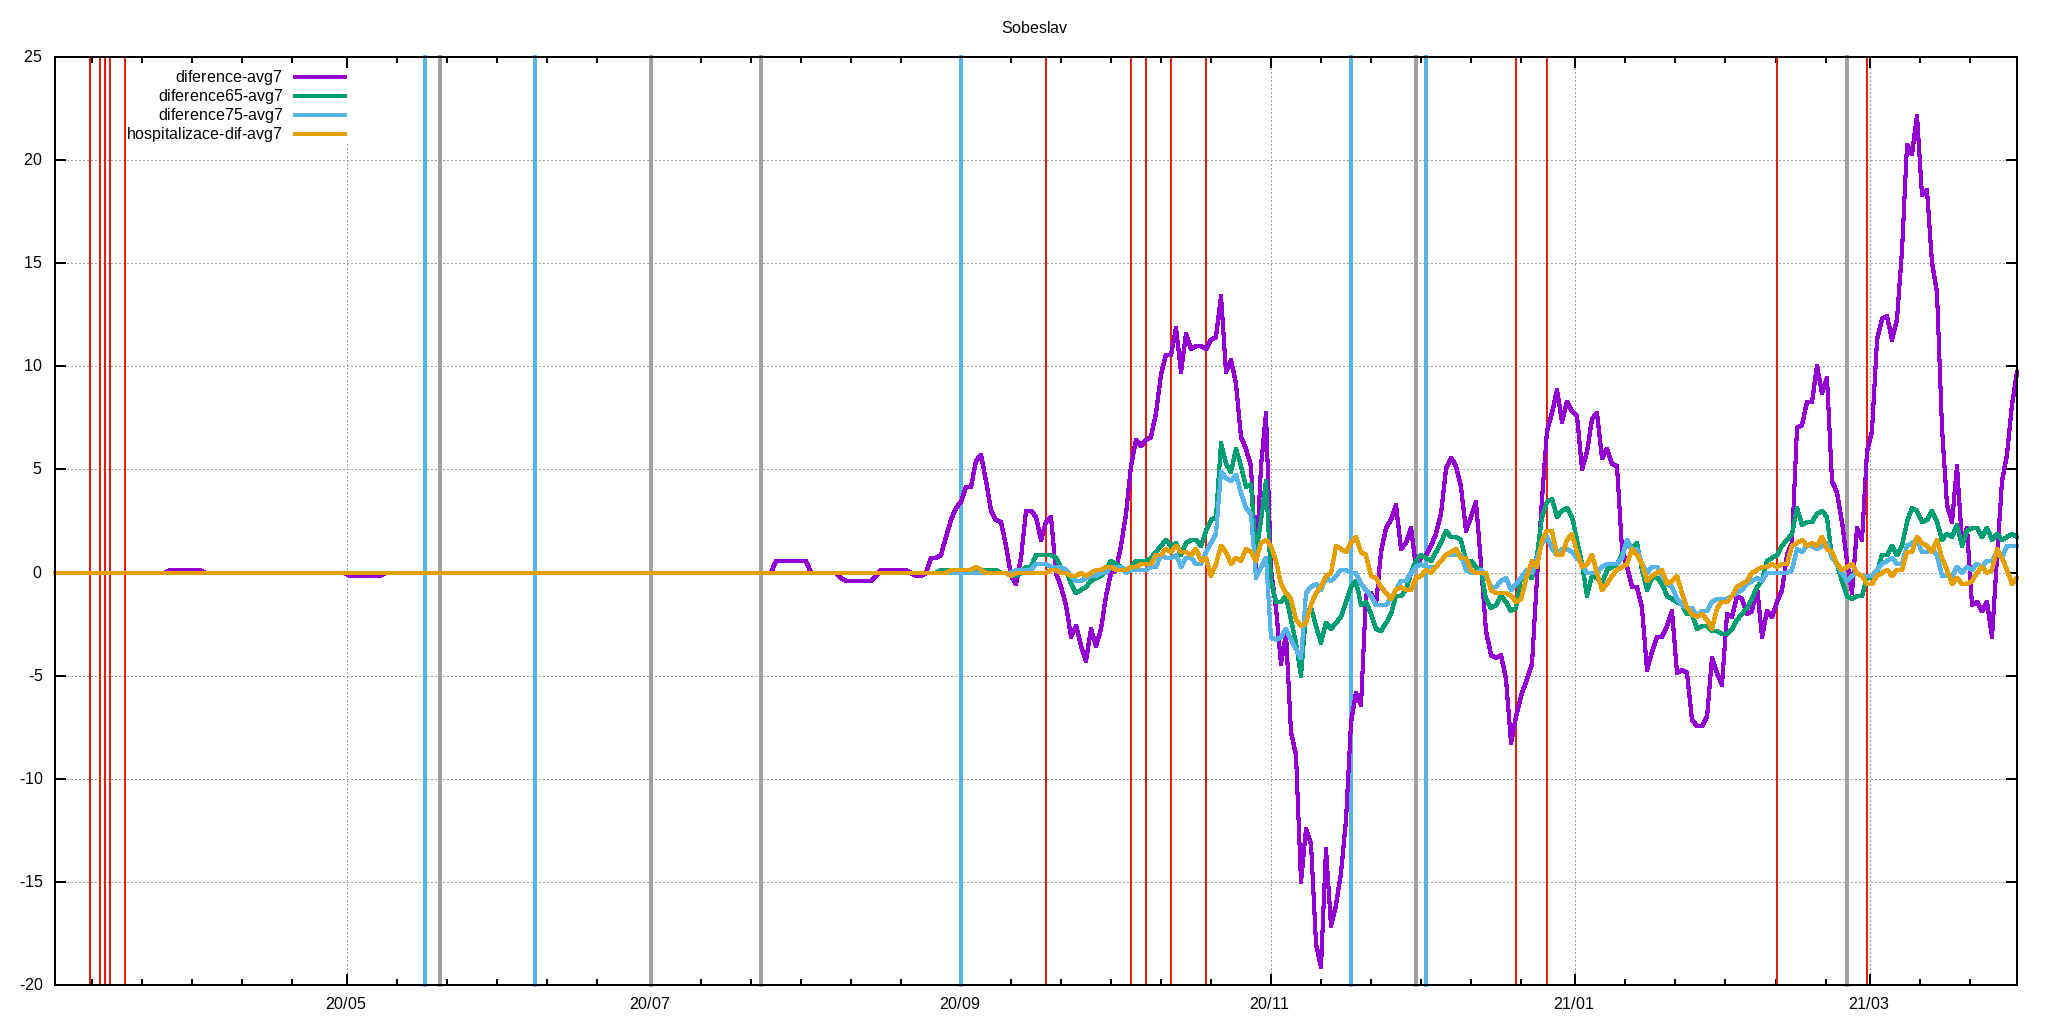 Sobeslav
25
20
15
10
5
0
-5
-10
-15
-20
diference-avg7
diference65-avg7
diference75-avg7
hospitalizace-dif-avg7
20/05 20/07 20/09 20/11 21/01 21/03